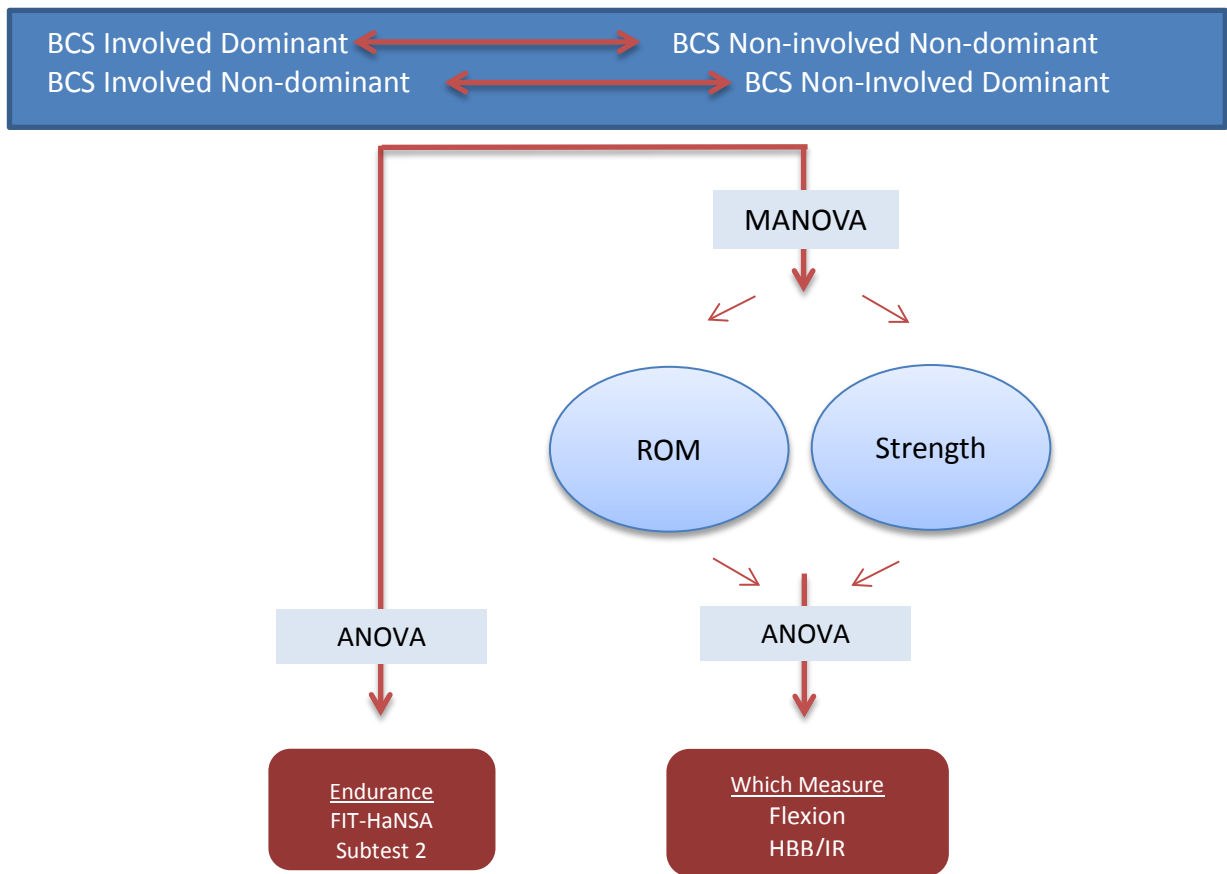 BCS Involved Dominant BCS Non-involved Non-dominant
BCS Involved Non-dominant BCS Non-Involved Dominant
MANOVA
ROM
Strength
ANOVA
ANOVA
Endurance
FIT-HaNSA
Subtest 2
Which Measure
Flexion
HBB/IR